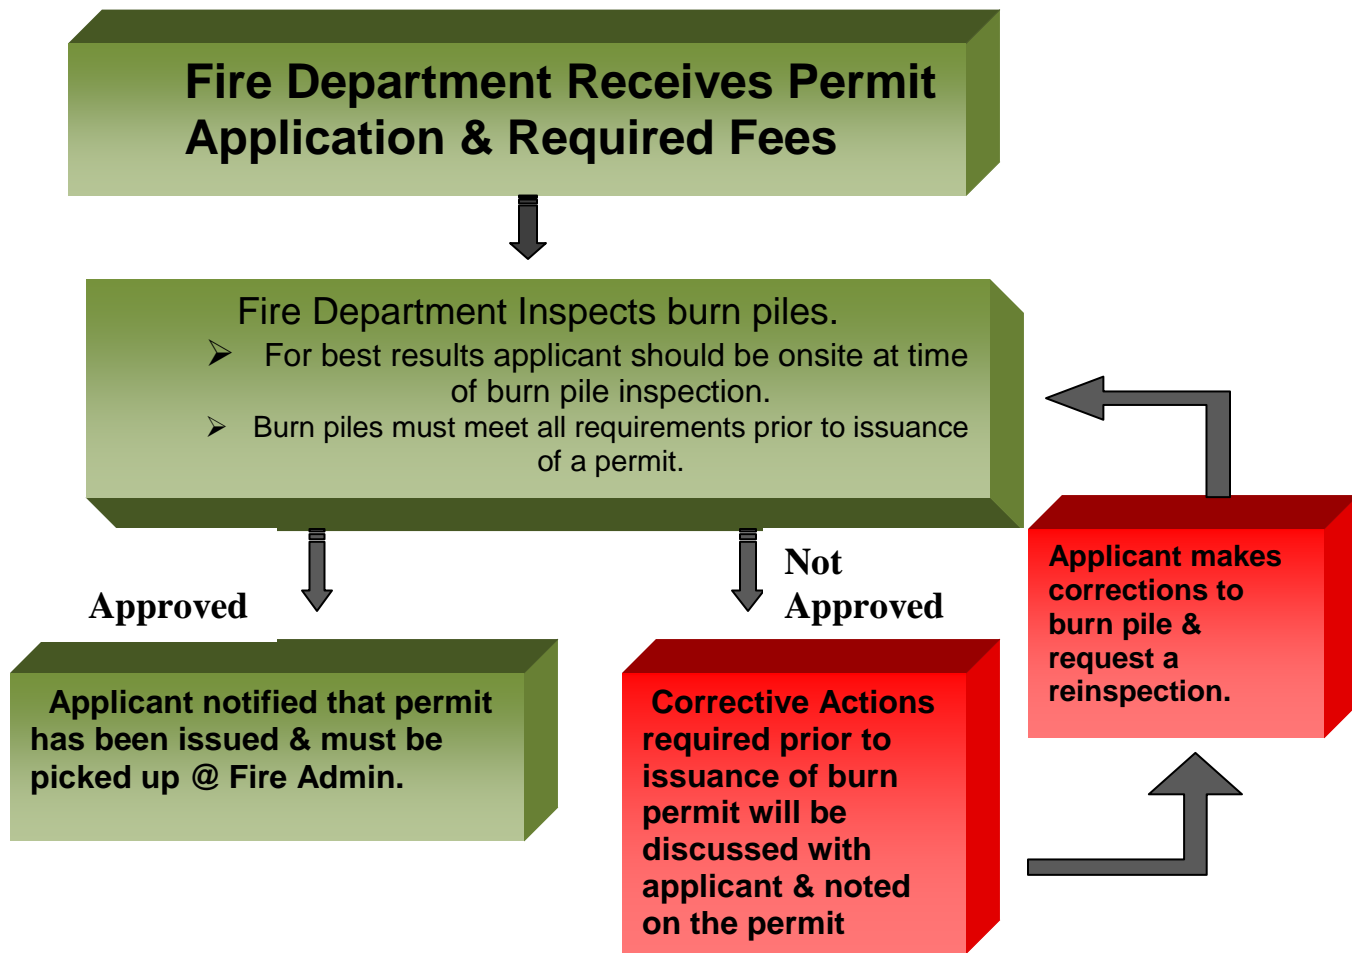 Fire Department Receives Permit
Application & Required Fees
Fire Department Inspects burn piles.
➢ For best results applicant should be onsite at time
of burn pile inspection.
➢ Burn piles must meet all requirements prior to issuance
of a permit.
Approved
Not
Approved
Applicant notified that permit
has been issued & must be
picked up @ Fire Admin.
Corrective Actions
required prior to
issuance of burn
permit will be
discussed with
applicant & noted
on the permit
Applicant makes
corrections to
burn pile &
request a
reinspection.